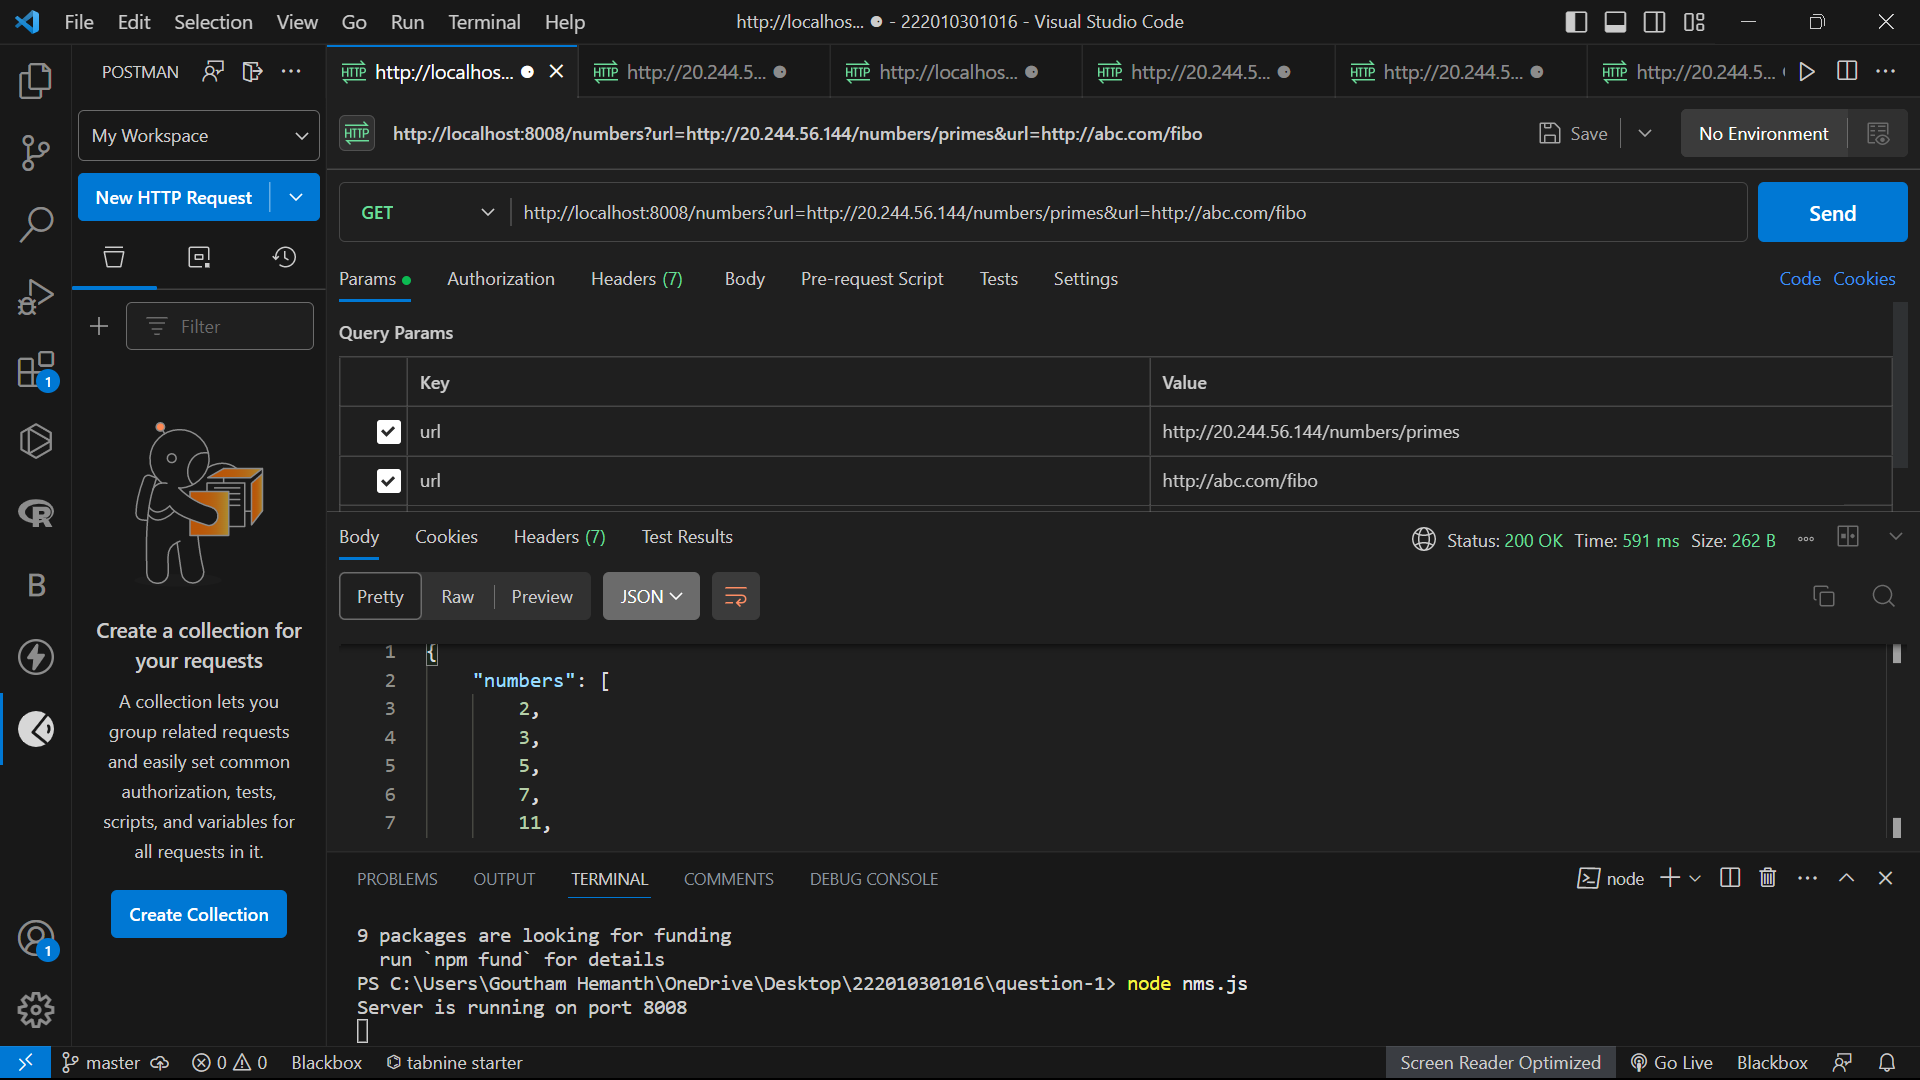 File Edit Selection View Go Run Terminal Help
http://localhos... ● - 222010301016 - Visual Studio Code
POSTMAN
HTTP http://localhos... HTTP http://20.244.5... HTTP http://localhos... HTTP http://20.244.5... HTTP http://20.244.5... HTTP http://20.244.5...
My Workspace
HTTP http://localhost:8008/numbers?url=http://20.244.56.144/numbers/primes&url=http://abc.com/fibo
Save
No Environment
New HTTP Request
GET http://localhost:8008/numbers?url=http://20.244.56.144/numbers/primes&url=http://abc.com/fibo
Send
Params Authorization Headers (7) Body Pre-request Script Tests Settings
Code Cookies
Filter
Query Params
Key Value
url http://20.244.56.144/numbers/primes
url http://abc.com/fibo
1
R
B
Create a collection for
your requests
A collection lets you
group related requests
and easily set common
authorization, tests,
scripts, and variables for
all requests in it.
Create Collection
1
Body Cookies Headers (7) Test Results
Status: 200 OK Time: 591 ms Size: 262 B
Pretty Raw Preview JSON
1 {
2 "numbers": [
3 2,
4 3,
5 5,
6 7,
7 11,
PROBLEMS OUTPUT TERMINAL COMMENTS DEBUG CONSOLE
node
9 packages are looking for funding
run `npm fund` for details
PS C:\Users\Goutham Hemanth\OneDrive\Desktop\222010301016\question-1> node nms.js
Server is running on port 8008
master 0 0 Blackbox tabnine starter
Screen Reader Optimized Go Live Blackbox